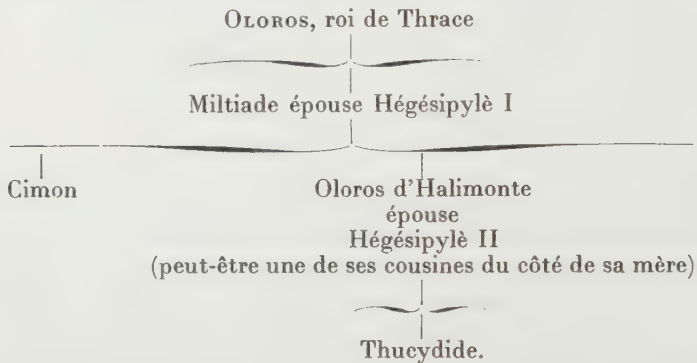 OLOROS, roi de Thrace
Miltiade épouse Hégésipylè I
Cimon
Oloros d'Halimonte
épouse
Hégésipylè II
(peut-être une de ses cousines du côté de sa mère)
Thucydide.